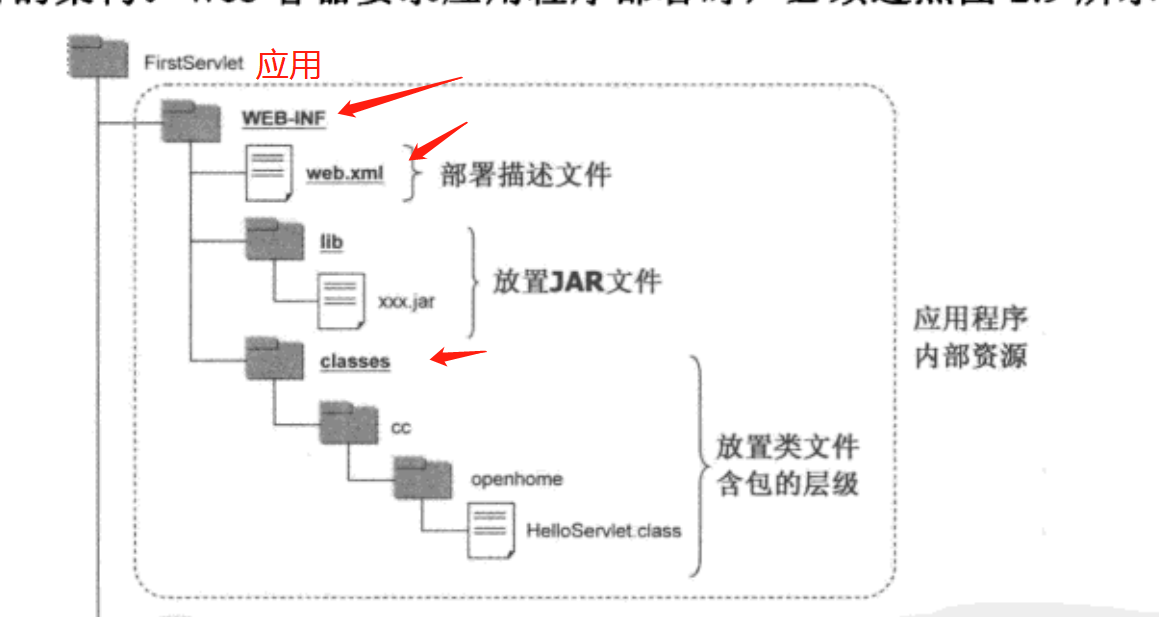 FirstServlet 应用
WEB-INF
web.xml 部署描述文件
lib
放置JAR文件
xxx.jar
应用程序
内部资源
classes
cc
放置类文件
含包的层级
openhome
HelloServlet.class